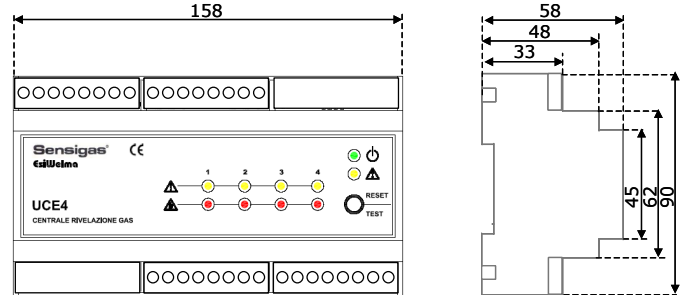 158
58
48
33
Sensigas® CE
EsiWelma
1 2 3 4
RESET
TEST
UCE4
CENTRALE RIVELAZIONE GAS
45
62
90